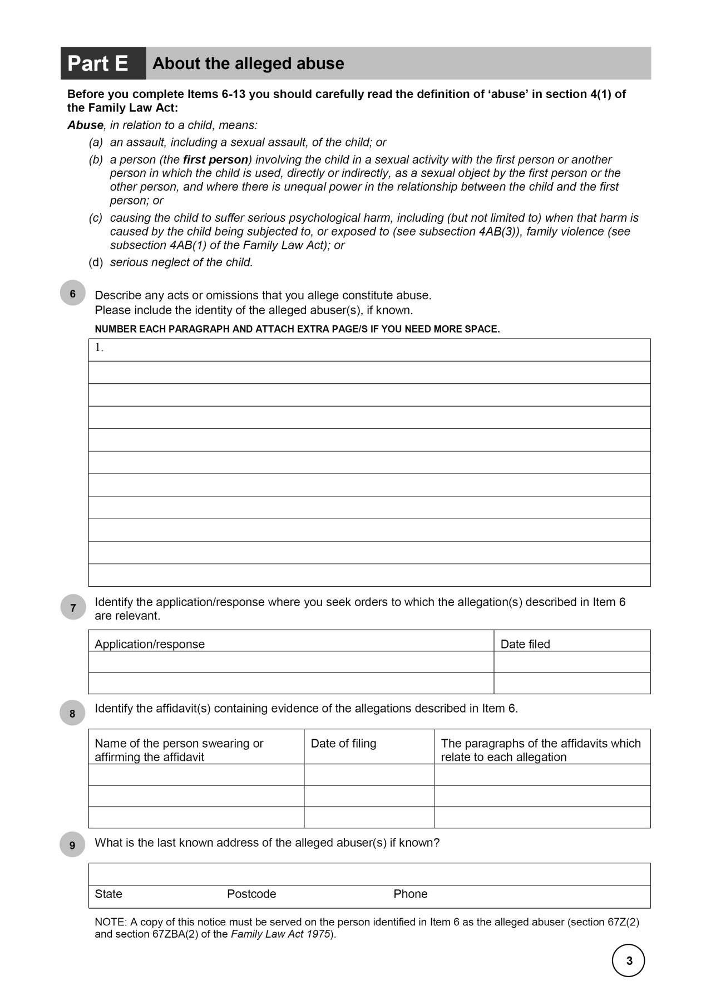 Part E
About the alleged abuse
Before you complete Items 6-13 you should carefully read the definition of ‘abuse’ in section 4(1) of
the Family Law Act:
Abuse, in relation to a child, means:
(a) an assault, including a sexual assault, of the child; or
(b) a person (the first person) involving the child in a sexual activity with the first person or another
person in which the child is used, directly or indirectly, as a sexual object by the first person or the
other person, and where there is unequal power in the relationship between the child and the first
person; or
(c) causing the child to suffer serious psychological harm, including (but not limited to) when that harm is
caused by the child being subjected to, or exposed to (see subsection 4AB(3)), family violence (see
subsection 4AB(1) of the Family Law Act); or
(d) serious neglect of the child.
6 Describe any acts or omissions that you allege constitute abuse.
Please include the identity of the alleged abuser(s), if known.
NUMBER EACH PARAGRAPH AND ATTACH EXTRA PAGE/S IF YOU NEED MORE SPACE.
1.
7 Identify the application/response where you seek orders to which the allegation(s) described in Item 6
are relevant.
Application/response Date filed
8 Identify the affidavit(s) containing evidence of the allegations described in Item 6.
Name of the person swearing or
affirming the affidavit
Date of filing
The paragraphs of the affidavits which
relate to each allegation
9 What is the last known address of the alleged abuser(s) if known?
State Postcode Phone
NOTE: A copy of this notice must be served on the person identified in Item 6 as the alleged abuser (section 67Z(2)
and section 67ZBA(2) of the Family Law Act 1975).
3